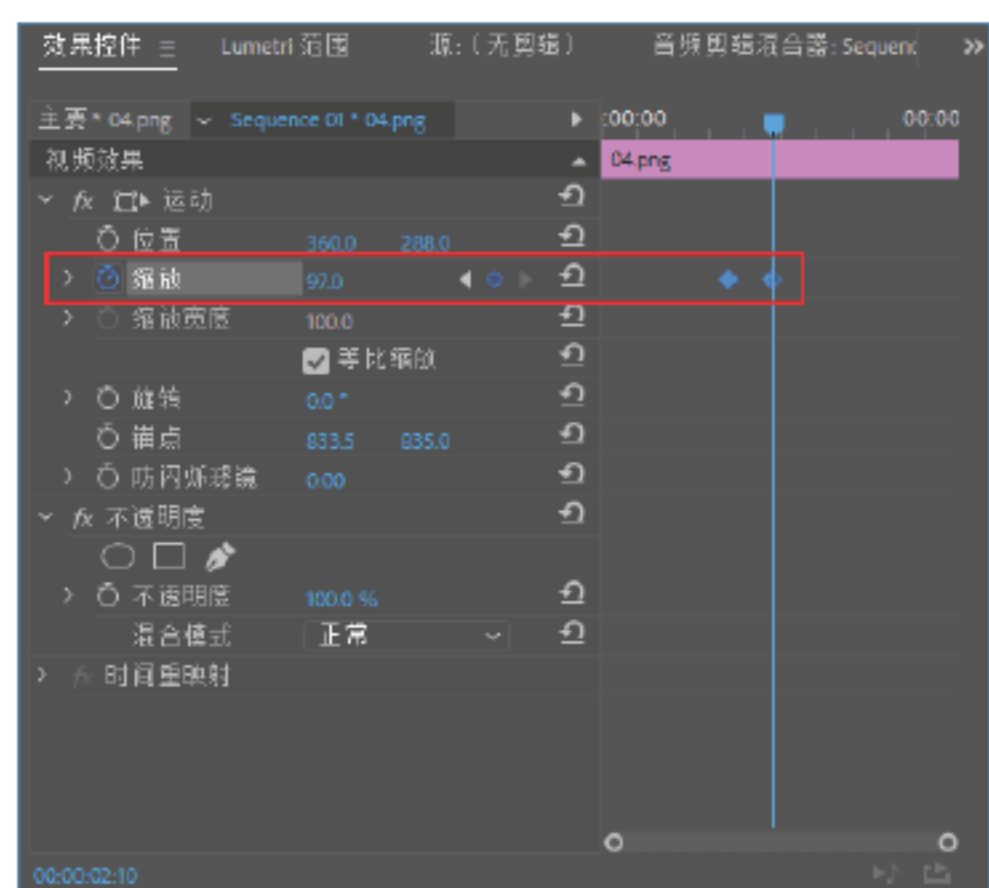 效果控件 Lumetri 范围 源:(无剪辑) 音频剪辑混合器: Sequenc
主要 * 04.png Sequence 01 * 04.png :00:00 00:00
视频效果 04.png
fx 运动
位置 360.0 288.0
缩放 97.0
缩放宽度 100.0
等比缩放
旋转 0.0 °
锚点 833.5 835.0
防闪烁滤镜 0.00
fx 不透明度
不透明度 100.0 %
混合模式 正常
fx 时间重映射
00:00:02:10